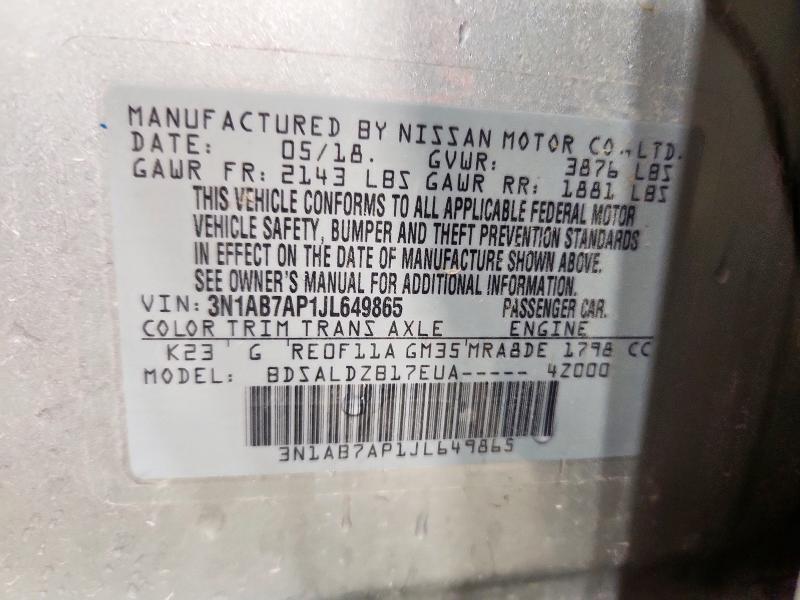 MANUFACTURED BY NISSAN MOTOR CO.,LTD.
DATE: 05/18. GVWR: 3876 LBS
GAWR FR: 2143 LBS GAWR RR: 1881 LBS
THIS VEHICLE CONFORMS TO ALL APPLICABLE FEDERAL MOTOR
VEHICLE SAFETY, BUMPER AND THEFT PREVENTION STANDARDS
IN EFFECT ON THE DATE OF MANUFACTURE SHOWN ABOVE.
SEE OWNER'S MANUAL FOR ADDITIONAL INFORMATION.
VIN: 3N1AB7AP1JL649865 PASSENGER CAR.
COLOR TRIM TRANS AXLE ENGINE
K23 G RE0F11A GM35 MRA8DE 1798 CC
MODEL: BDSALDZB17EUA----- 4Z000
3N1AB7AP1JL649865